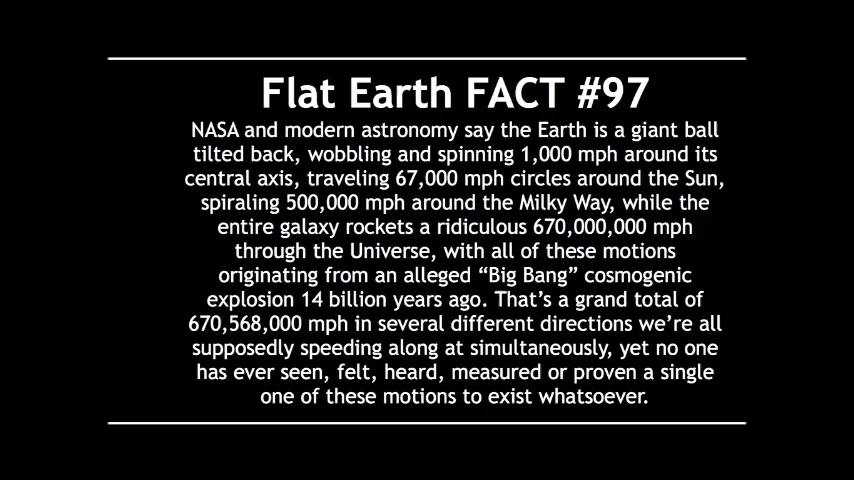 Flat Earth FACT #97
NASA and modern astronomy say the Earth is a giant ball
tilted back, wobbling and spinning 1,000 mph around its
central axis, traveling 67,000 mph circles around the Sun,
spiraling 500,000 mph around the Milky Way, while the
entire galaxy rockets a ridiculous 670,000,000 mph
through the Universe, with all of these motions
originating from an alleged “Big Bang” cosmogenic
explosion 14 billion years ago. That’s a grand total of
670,568,000 mph in several different directions we’re all
supposedly speeding along at simultaneously, yet no one
has ever seen, felt, heard, measured or proven a single
one of these motions to exist whatsoever.